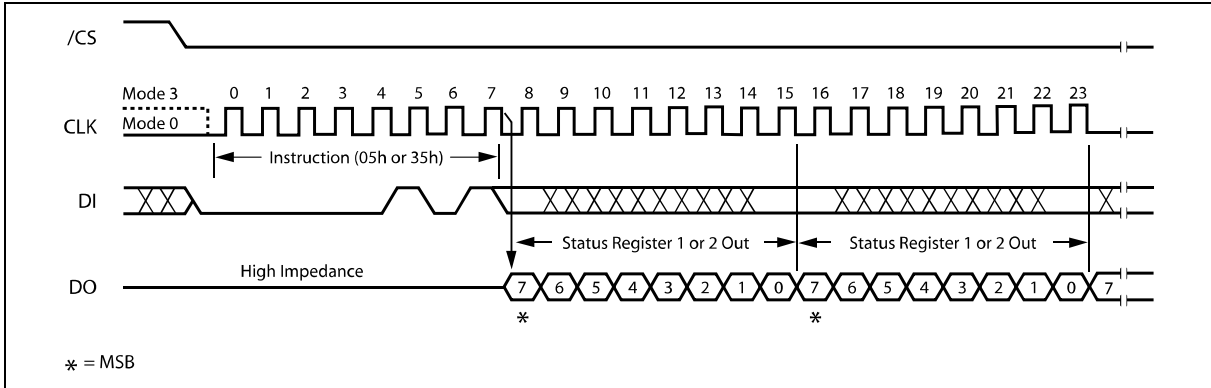 /CS
Mode 3
0 1 2 3 4 5 6 7 8 9 10 11 12 13 14 15 16 17 18 19 20 21 22 23
CLK
Mode 0
Instruction (05h or 35h)
DI
Status Register 1 or 2 Out Status Register 1 or 2 Out
High Impedance
DO
7 6 5 4 3 2 1 0 7 6 5 4 3 2 1 0 7
* *
* = MSB